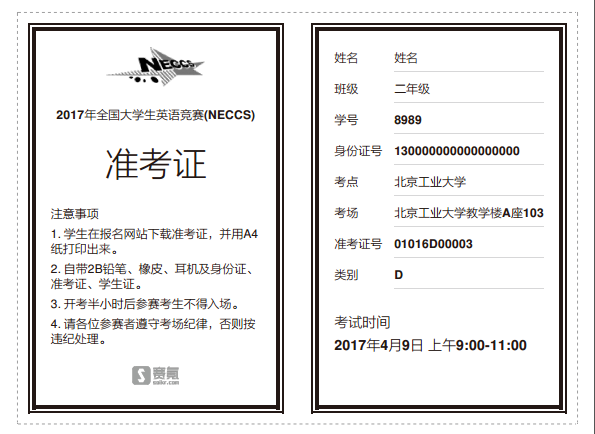 NECCS
2017年全国大学生英语竞赛(NECCS)
准考证
注意事项
1. 学生在报名网站下载准考证，并用A4
纸打印出来。
2. 自带2B铅笔、橡皮、耳机及身份证、
准考证、学生证。
3. 开考半小时后参赛考生不得入场。
4. 请各位参赛者遵守考场纪律，否则按
违纪处理。
赛氪
saikr.com
姓名 姓名
班级 二年级
学号 8989
身份证号 130000000000000000
考点 北京工业大学
考场 北京工业大学教学楼A座103
准考证号 01016D00003
类别 D
考试时间
2017年4月9日 上午9:00-11:00